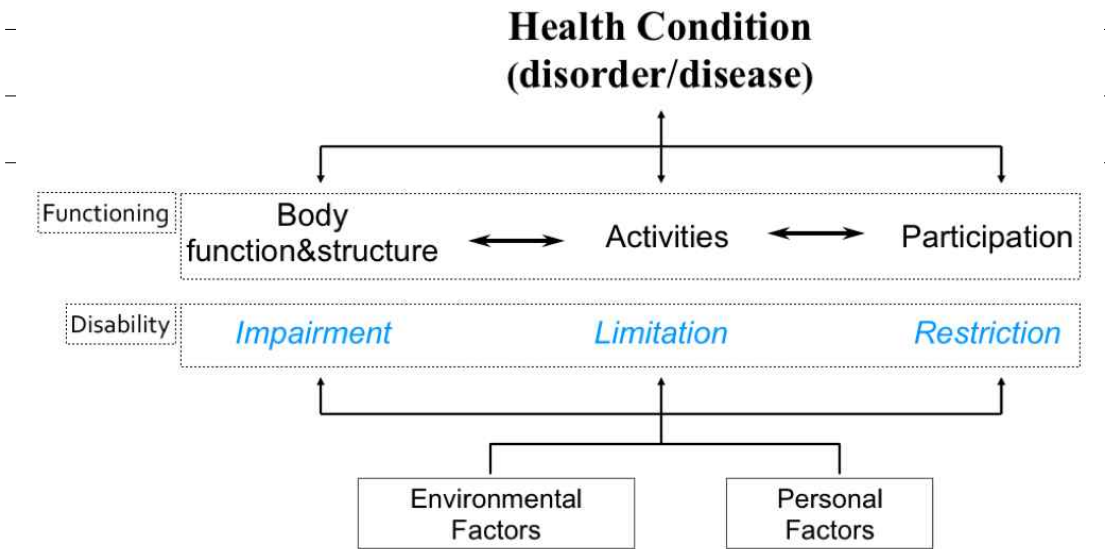 Health Condition
(disorder/disease)
Functioning
Body
function&structure
Activities
Participation
Disability
Impairment
Limitation
Restriction
Environmental
Factors
Personal
Factors